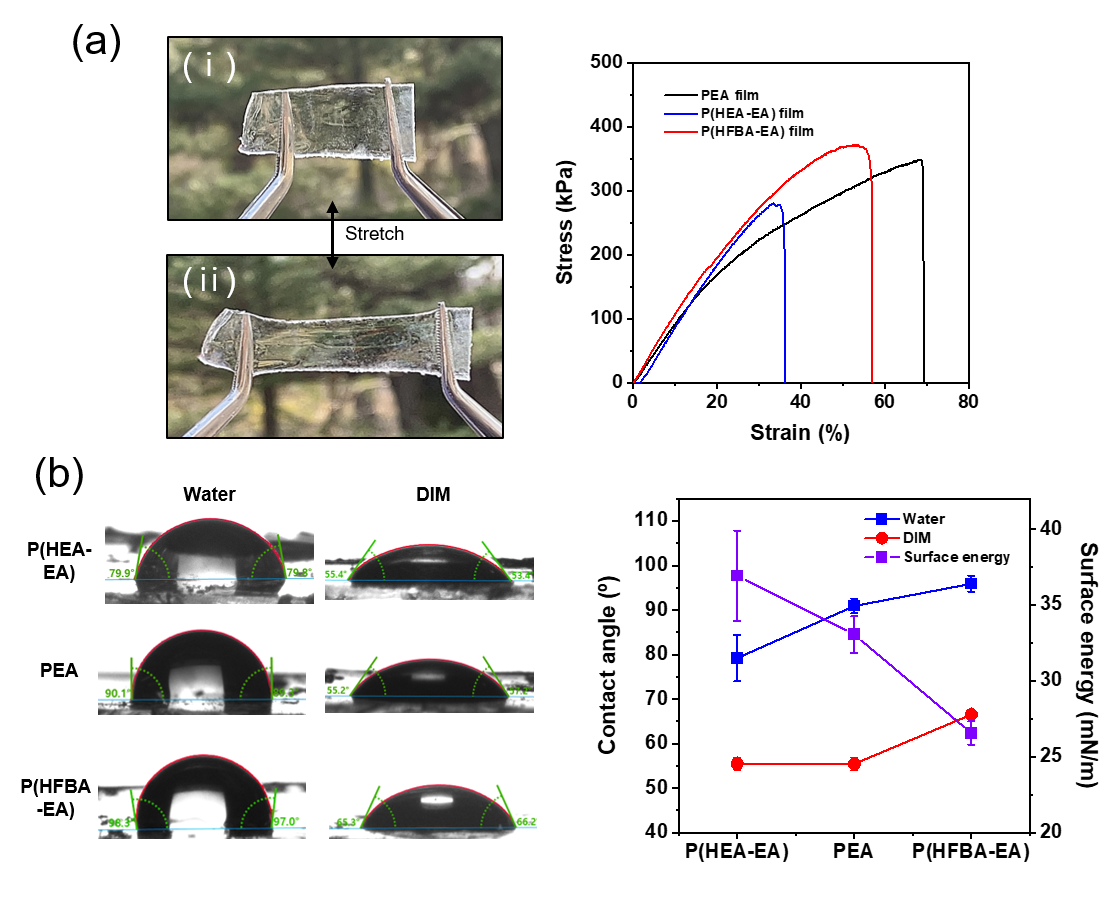 (a)
( i )
Stretch
( ii )
500
400
300
200
100
0
Stress (kPa)
PEA film
P(HEA-EA) film
P(HFBA-EA) film
0 20 40 60 80
Strain (%)
(b)
Water DIM
P(HEA-
EA)
79.9° 79.8° 55.4° 53.4°
PEA
90.1° 55.2°
P(HFBA
-EA)
96.3° 97.0° 65.3° 66.2°
110
100
90
80
70
60
50
40
Contact angle (⁰)
Water
DIM
Surface energy
40
35
30
25
20
Surface energy (mN/m)
P(HEA-EA) PEA P(HFBA-EA)